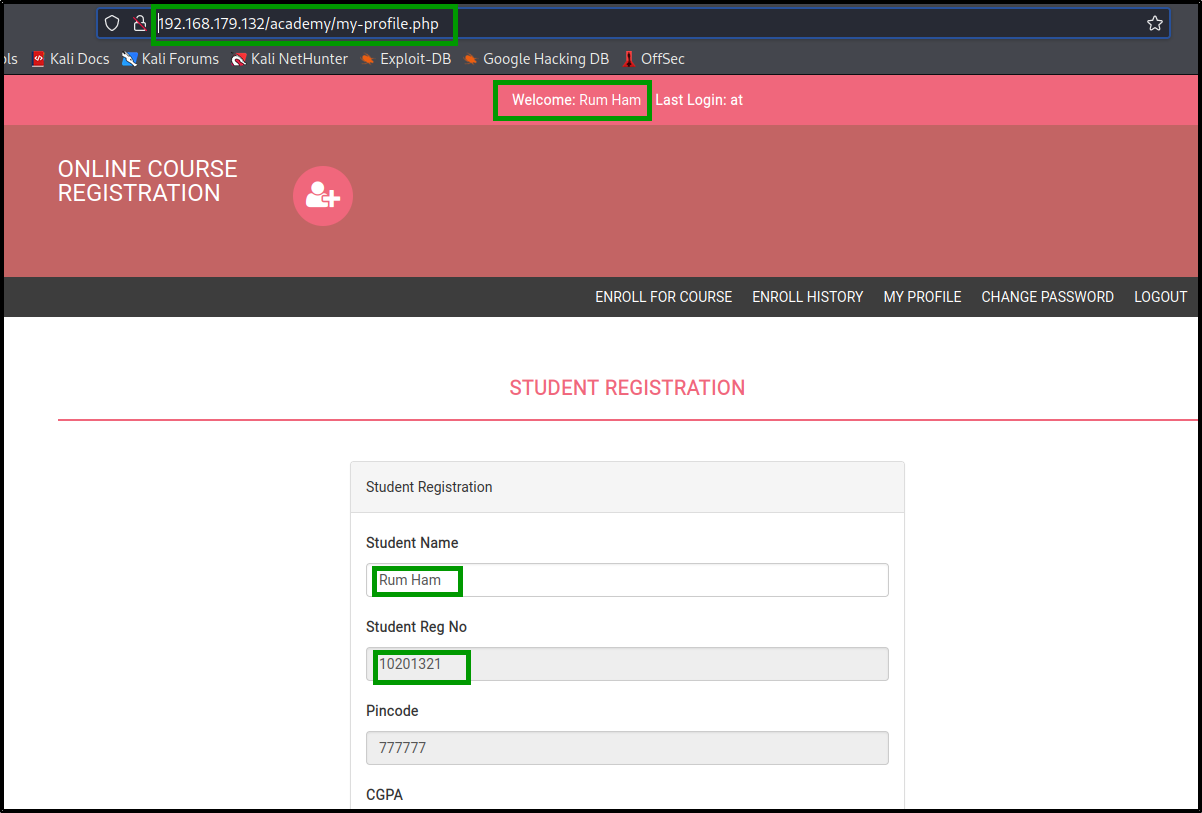 192.168.179.132/academy/my-profile.php
ols Kali Docs Kali Forums Kali NetHunter Exploit-DB Google Hacking DB OffSec
Welcome: Rum Ham Last Login: at
ONLINE COURSE
REGISTRATION
ENROLL FOR COURSE ENROLL HISTORY MY PROFILE CHANGE PASSWORD LOGOUT
STUDENT REGISTRATION
Student Registration
Student Name
Rum Ham
Student Reg No
10201321
Pincode
777777
CGPA